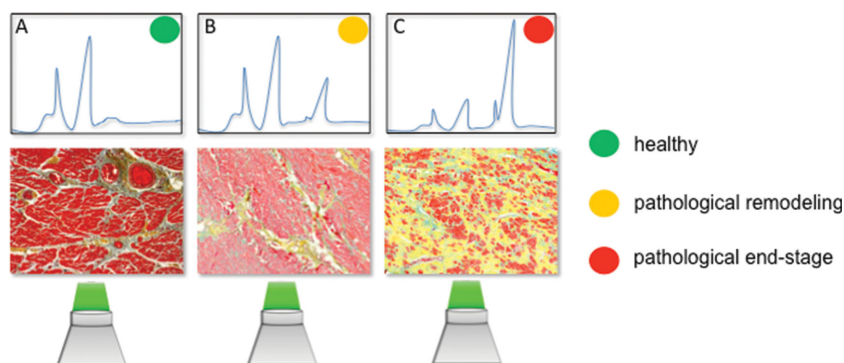 A
B
C
healthy
pathological remodeling
pathological end-stage